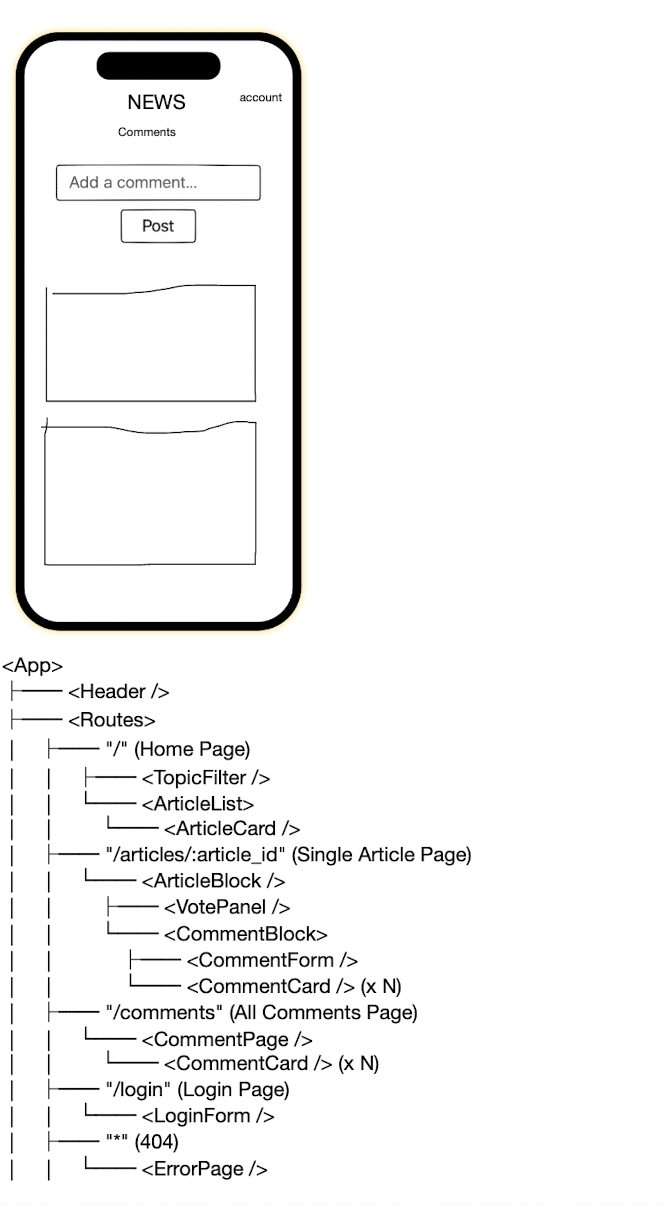 NEWS
account
Comments
Add a comment...
Post
<App>
├── <Header />
├── <Routes>
│ ├── "/" (Home Page)
│ │ ├── <TopicFilter />
│ │ └── <ArticleList>
│ │ └── <ArticleCard />
│ ├── "/articles/:article_id" (Single Article Page)
│ │ └── <ArticleBlock />
│ │ ├── <VotePanel />
│ │ └── <CommentBlock>
│ │ ├── <CommentForm />
│ │ └── <CommentCard /> (x N)
│ ├── "/comments" (All Comments Page)
│ │ └── <CommentPage />
│ │ └── <CommentCard /> (x N)
│ ├── "/login" (Login Page)
│ │ └── <LoginForm />
│ ├── "*" (404)
│ │ └── <ErrorPage />